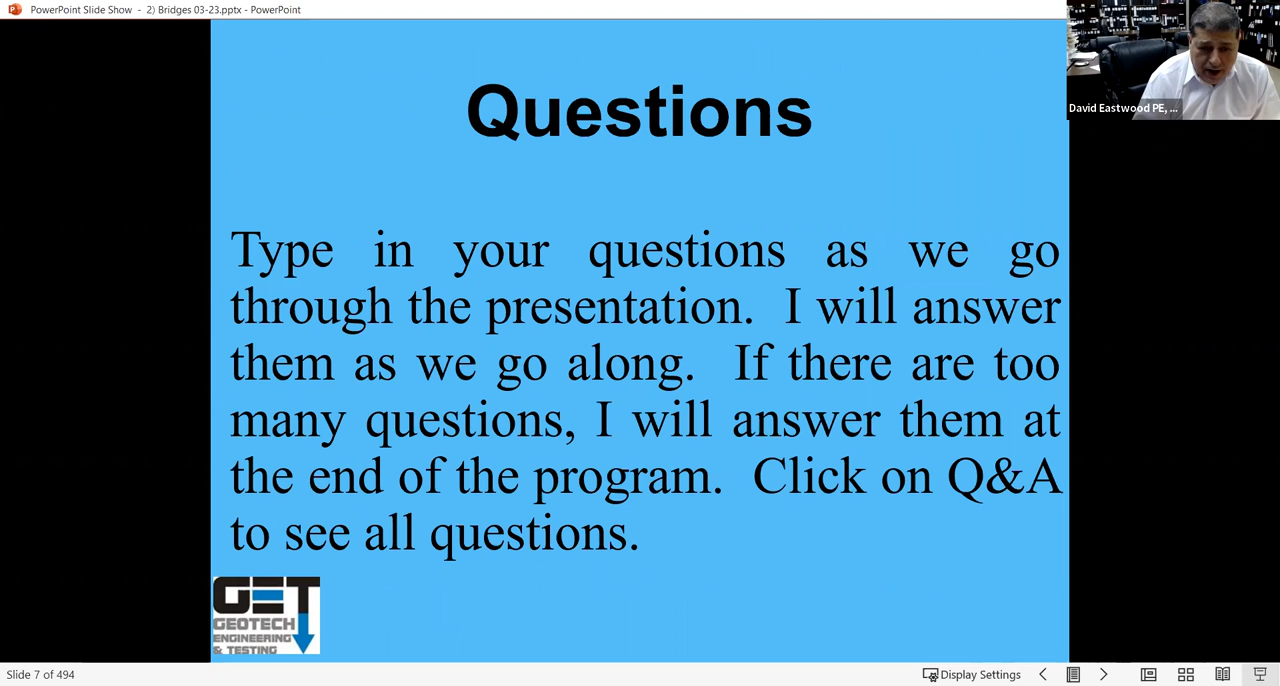 PowerPoint Slide Show - 2) Bridges 03-23.pptx - PowerPoint
David Eastwood PE, ...
Questions
Type in your questions as we go
through the presentation. I will answer
them as we go along. If there are too
many questions, I will answer them at
the end of the program. Click on Q&A
to see all questions.
GET
GEOTECH
ENGINEERING
& TESTING
Slide 7 of 494
Display Settings